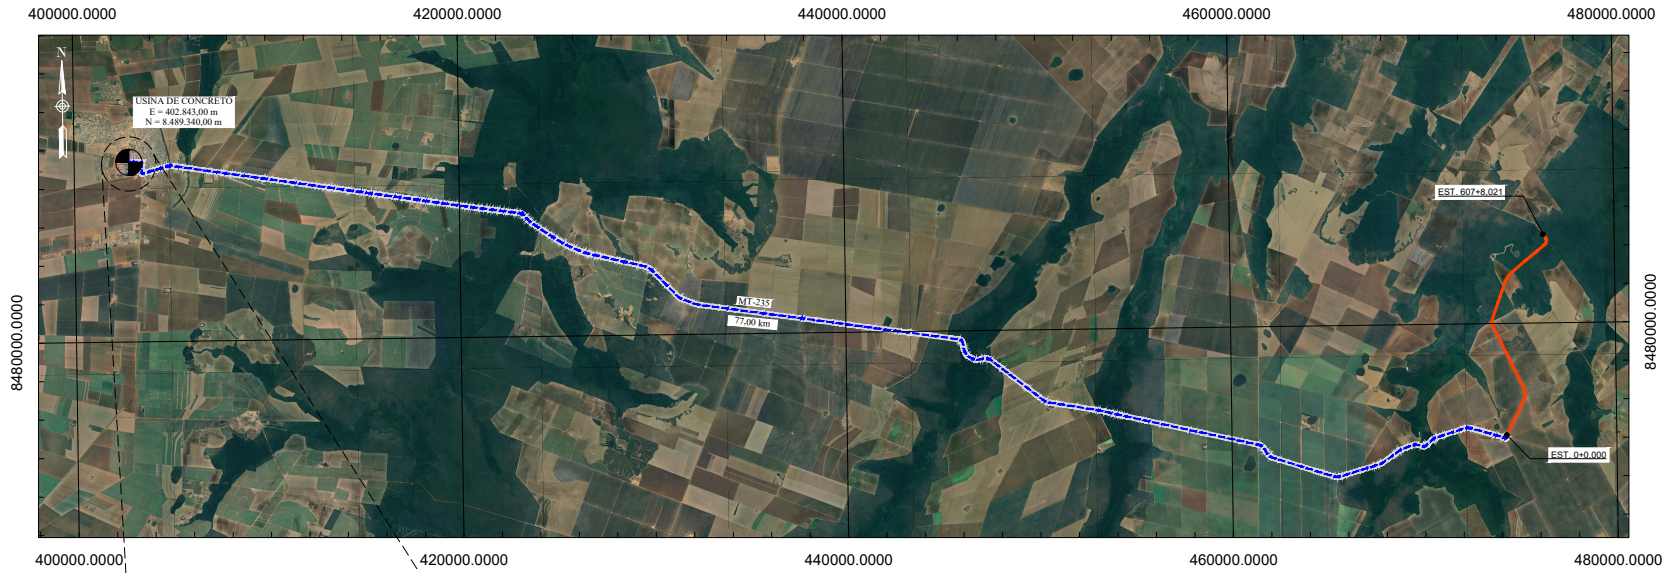 400000.0000
420000.0000
440000.0000
460000.0000
480000.0000
N
USINA DE CONCRETO
E = 402.843,00 m
N = 8.489.340,00 m
EST. 607+8,021
MT-235
77.00 km
8480000.0000
8480000.0000
EST. 0+0,000
400000.0000
420000.0000
440000.0000
460000.0000
480000.0000